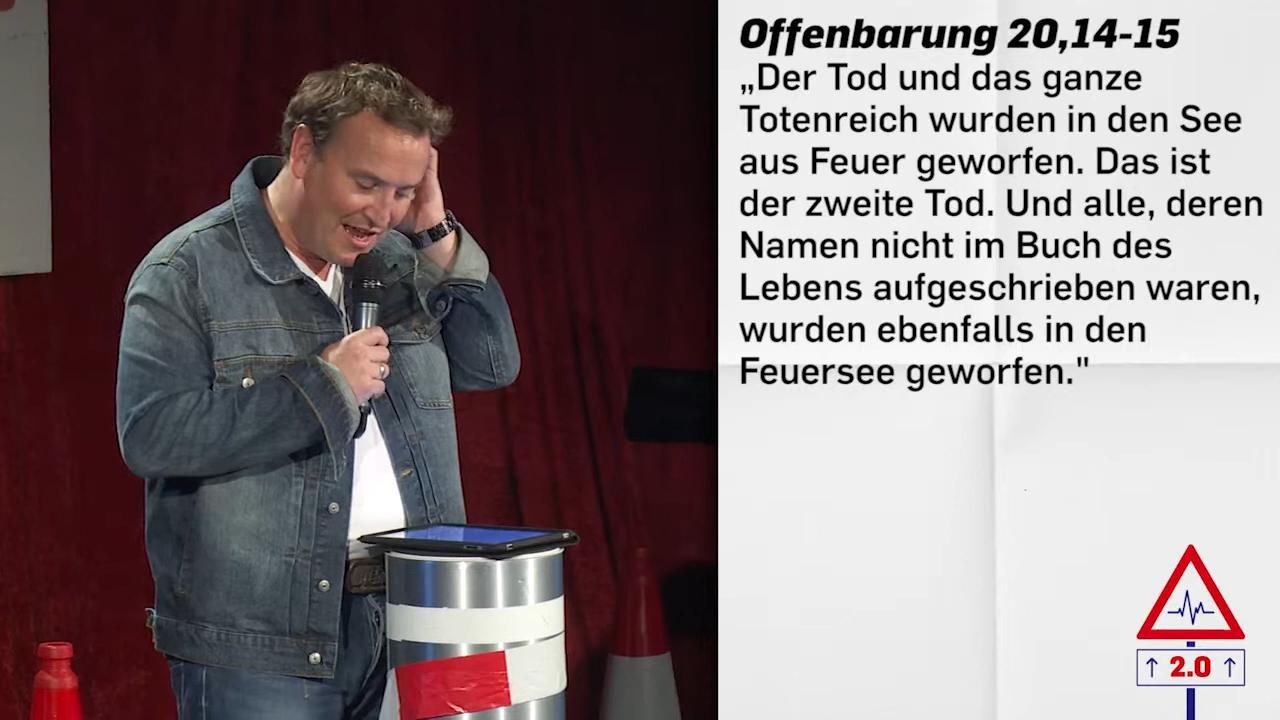 Offenbarung 20,14-15
„Der Tod und das ganze
Totenreich wurden in den See
aus Feuer geworfen. Das ist
der zweite Tod. Und alle, deren
Namen nicht im Buch des
Lebens aufgeschrieben waren,
wurden ebenfalls in den
Feuersee geworfen."
↑ 2.0 ↑